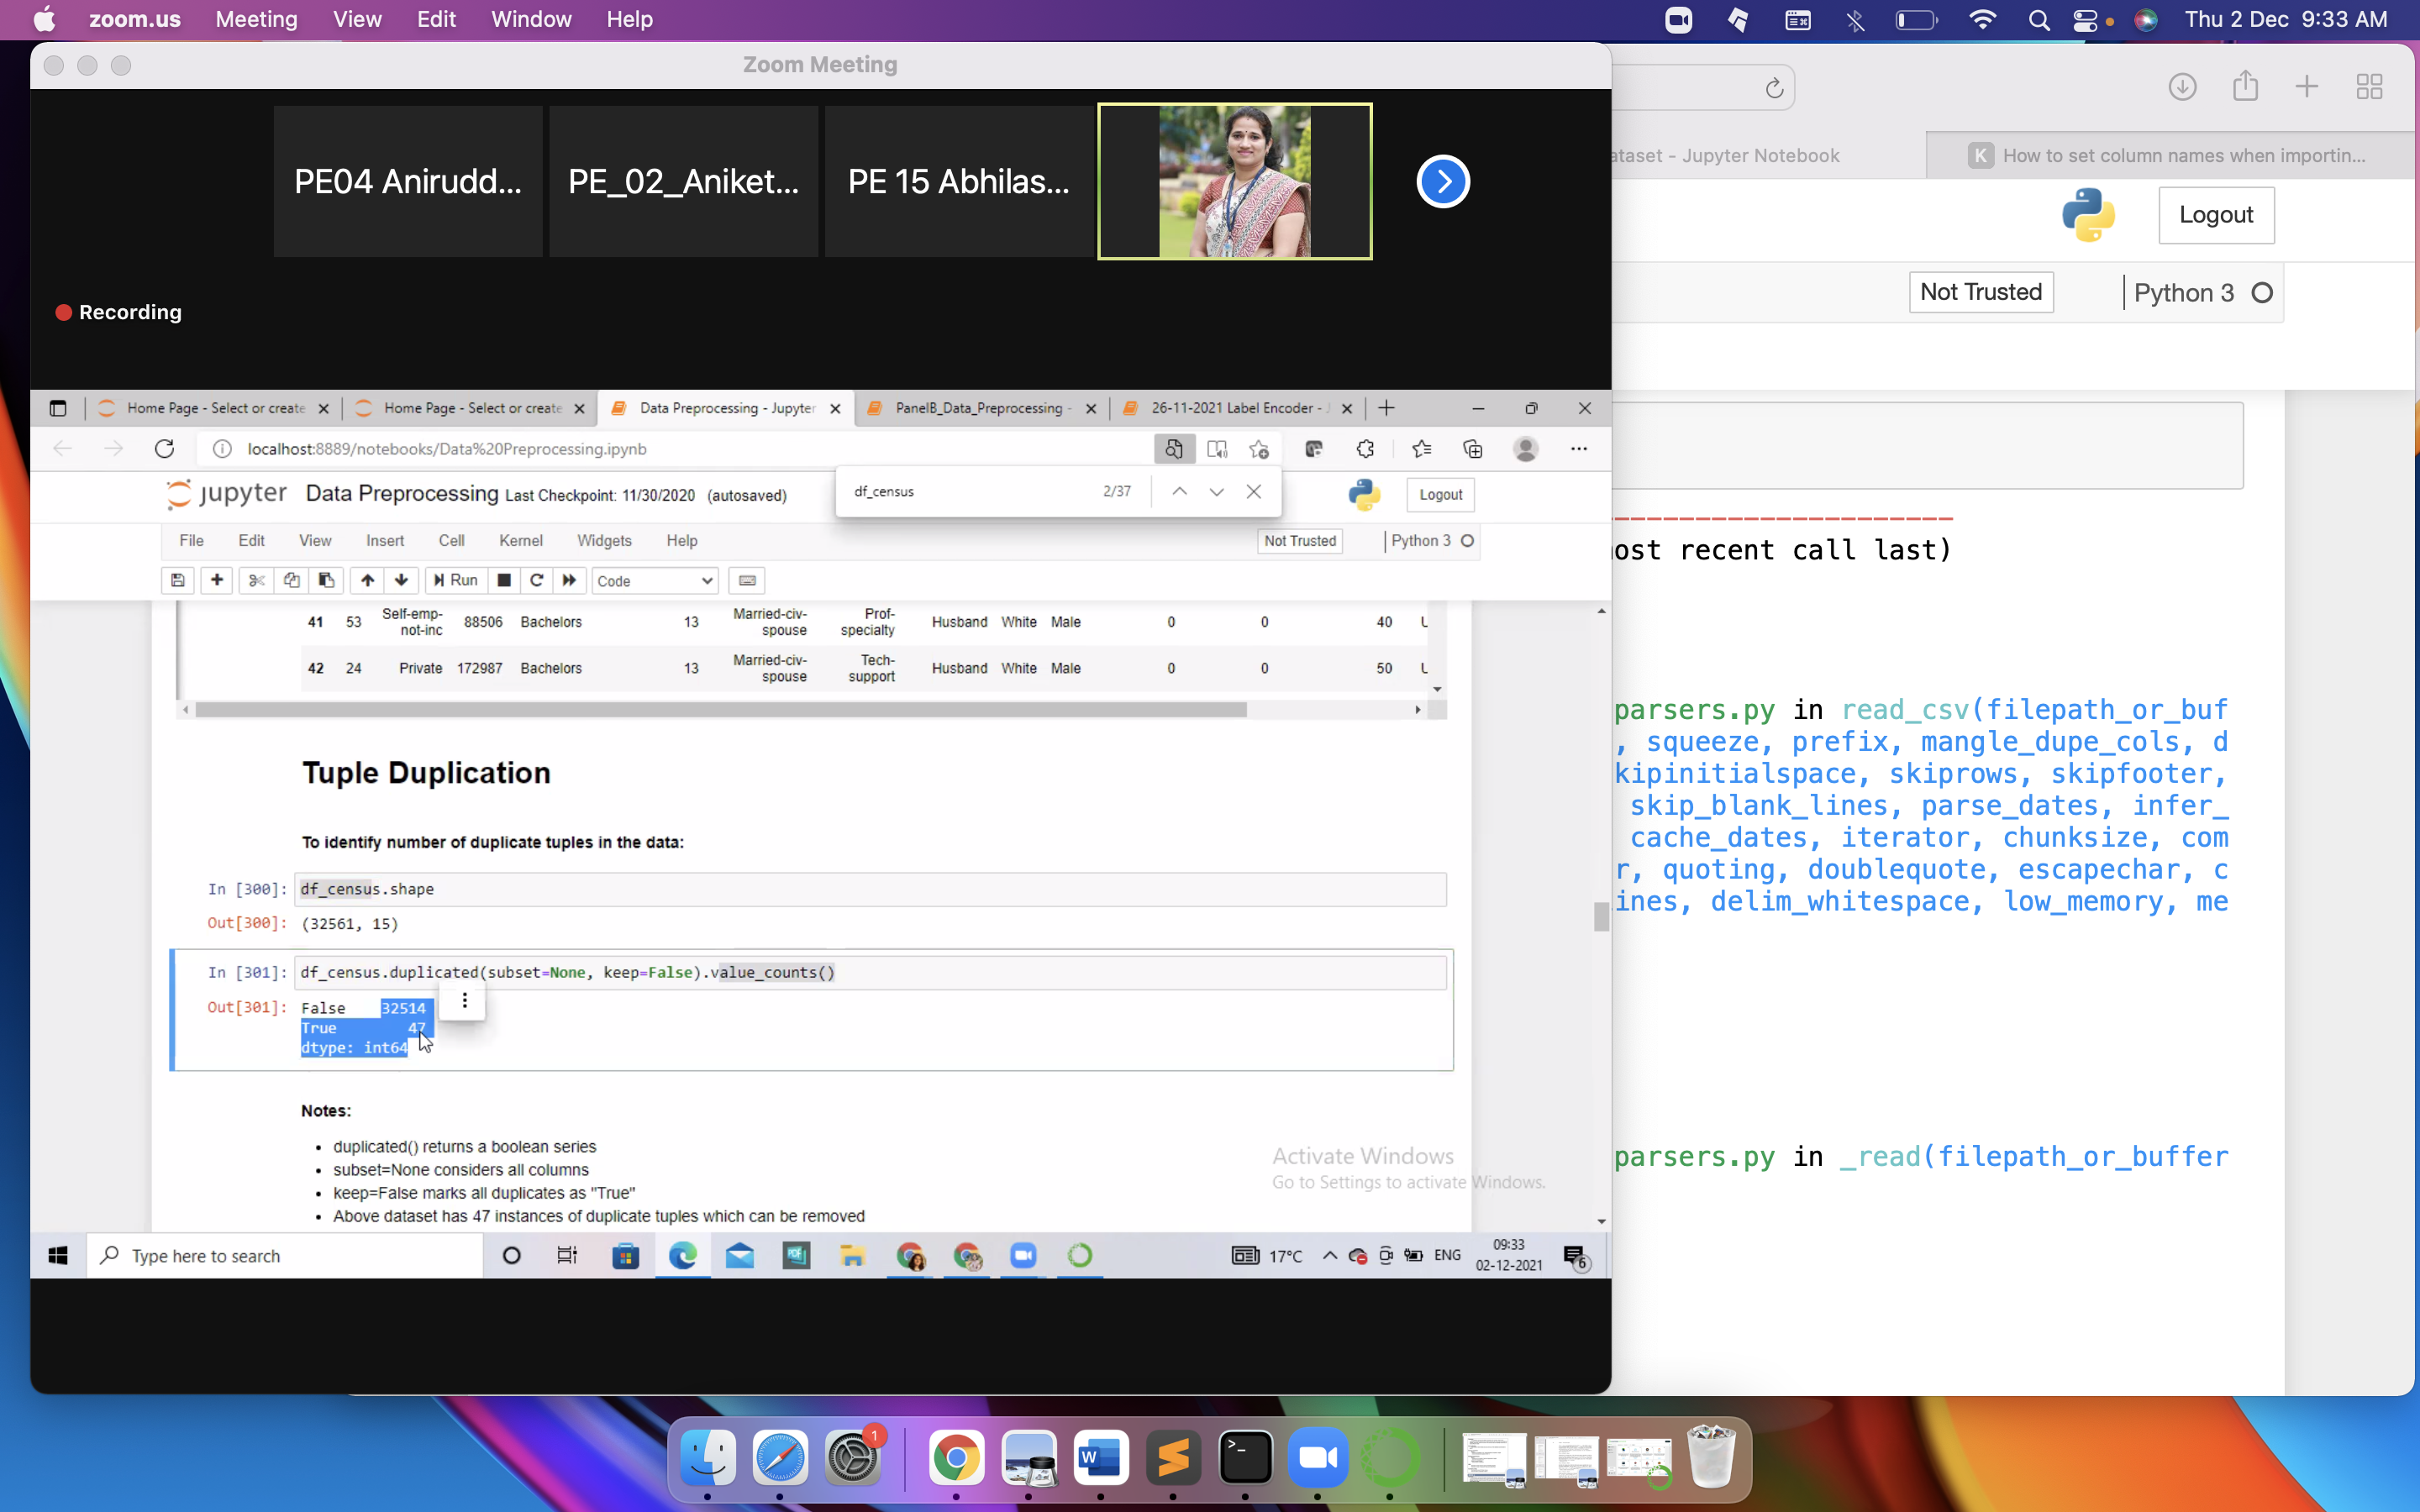 zoom.us Meeting View Edit Window Help Thu 2 Dec 9:33 AM
Zoom Meeting
PE04 Anirudd... PE_02_Aniket... PE 15 Abhilas...
Recording
ataset - Jupyter Notebook K How to set column names when importin...
Logout
Not Trusted Python 3
Home Page - Select or create Home Page - Select or create Data Preprocessing - Jupyter PanelB_Data_Preprocessing - 26-11-2021 Label Encoder - J
localhost:8889/notebooks/Data%20Preprocessing.ipynb
df_census 2/37
jupyter Data Preprocessing Last Checkpoint: 11/30/2020 (autosaved) Logout
File Edit View Insert Cell Kernel Widgets Help Not Trusted Python 3
Run Code
41 53 Self-emp-not-inc 88506 Bachelors 13 Married-civ-spouse Prof-specialty Husband White Male 0 0 40
42 24 Private 172987 Bachelors 13 Married-civ-spouse Tech-support Husband White Male 0 0 50
Tuple Duplication
To identify number of duplicate tuples in the data:
In [300]: df_census.shape
Out[300]: (32561, 15)
In [301]: df_census.duplicated(subset=None, keep=False).value_counts()
Out[301]: False 32514
True 47
dtype: int64
Notes:
• duplicated() returns a boolean series
• subset=None considers all columns
• keep=False marks all duplicates as "True"
• Above dataset has 47 instances of duplicate tuples which can be removed
Activate Windows
Go to Settings to activate Windows.
Type here to search 17°C ENG 09:33
02-12-2021 6
ost recent call last)
parsers.py in read_csv(filepath_or_buf
, squeeze, prefix, mangle_dupe_cols, d
kipinitialspace, skiprows, skipfooter,
skip_blank_lines, parse_dates, infer_
cache_dates, iterator, chunksize, com
r, quoting, doublequote, escapechar, c
ines, delim_whitespace, low_memory, me
parsers.py in _read(filepath_or_buffer
1